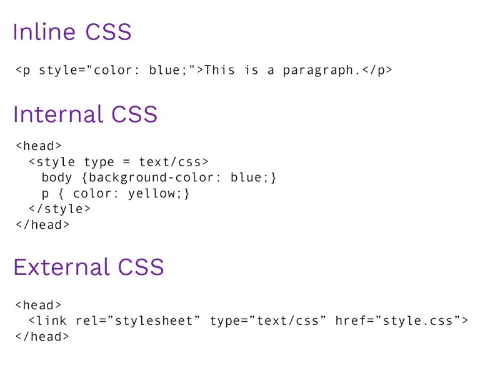 Inline CSS
<p style="color: blue;">This is a paragraph.</p>
Internal CSS
<head>
<style type = text/css>
body {background-color: blue;}
p { color: yellow;}
</style>
</head>
External CSS
<head>
<link rel=”stylesheet” type=”text/css” href=”style.css”>
</head>